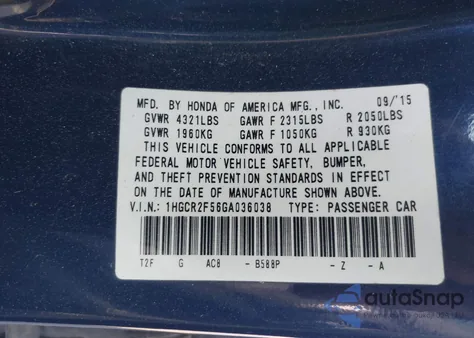 MFD. BY HONDA OF AMERICA MFG., INC. 09/'15
GVWR 4321LBS GAWR F 2315LBS R 2050LBS
GVWR 1960KG GAWR F 1050KG R 930KG
THIS VEHICLE CONFORMS TO ALL APPLICABLE
FEDERAL MOTOR VEHICLE SAFETY, BUMPER,
AND THEFT PREVENTION STANDARDS IN EFFECT
ON THE DATE OF MANUFACTURE SHOWN ABOVE.
V.I.N.: 1HGCR2F56GA036038 TYPE: PASSENGER CAR
T2F G AC8 - B588P - Z - A
autoSnap